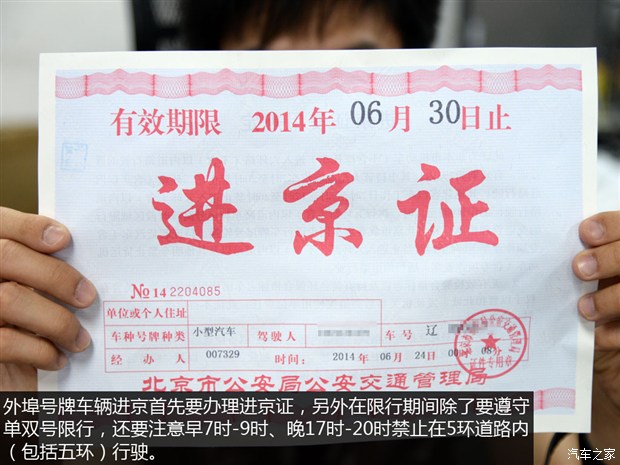 有效期限 2014年 06月 30日止
进京证
No 14 2204085
单位或个人住址
车种号牌种类 小型汽车 驾驶人 车号 辽
经办人 007329 时间: 2014 年 06 月 24日
北京市公安局公安交通管理局
外埠号牌车辆进京首先要办理进京证，另外在限行期间除了要遵守
单双号限行，还要注意早7时-9时、晚17时-20时禁止在5环道路内
（包括五环）行驶。
汽车之家